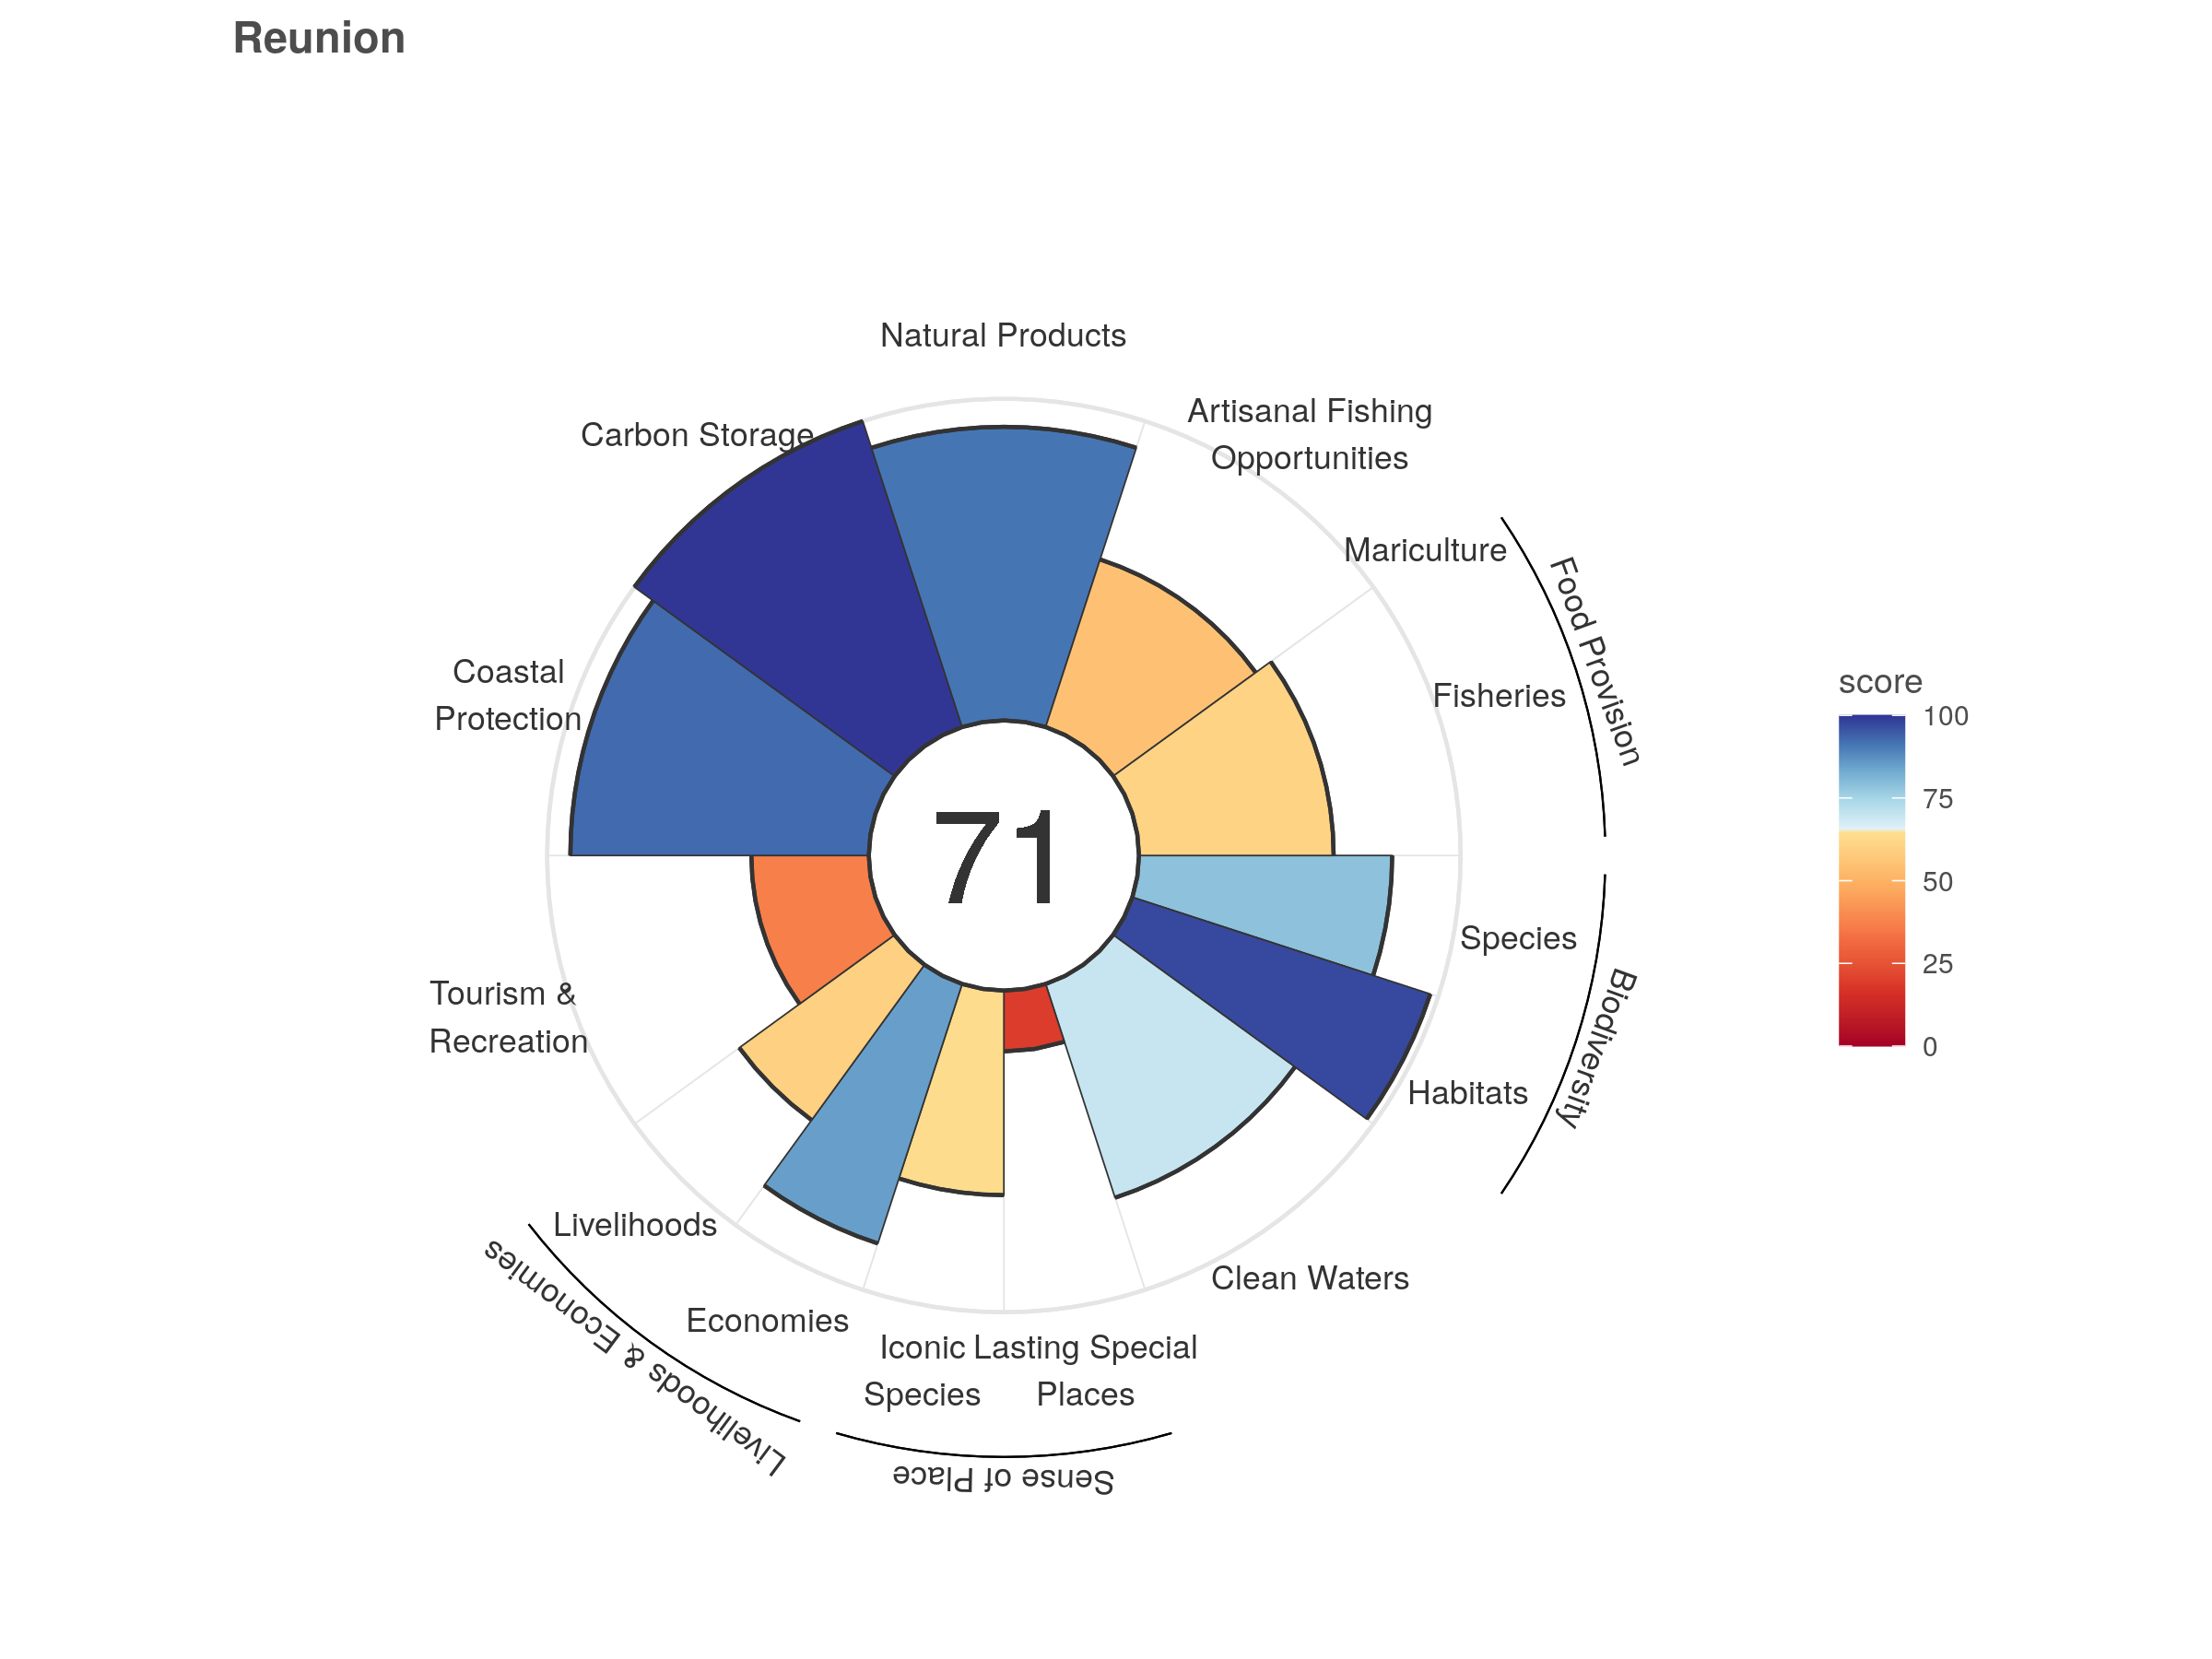 Reunion
Natural Products
Artisanal Fishing
Opportunities
Carbon Storage
Mariculture
Food Provision
Fisheries
Coastal
Protection
score
100
75
50
25
0
71
Species
Biodiversity
Habitats
Tourism &
Recreation
Livelihoods
Livelihoods & Economies
Economies
Clean Waters
Iconic
Species
Lasting Special
Places
Sense of Place